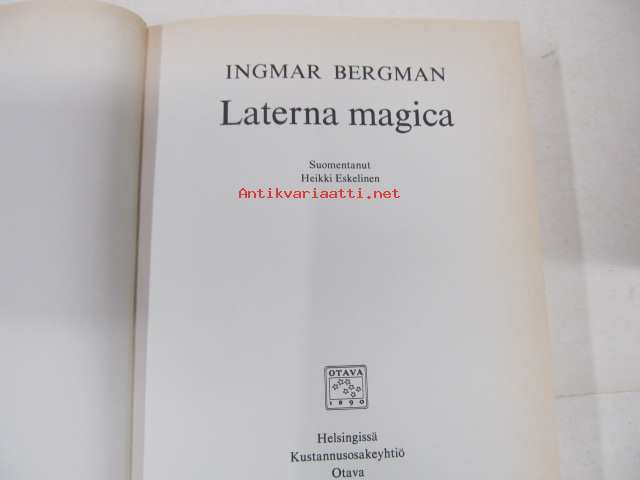 INGMAR BERGMAN
Laterna magica
Suomentanut
Heikki Eskelinen
Antikvariaatti.net
OTAVA
1890
Helsingissä
Kustannusosakeyhtiö
Otava